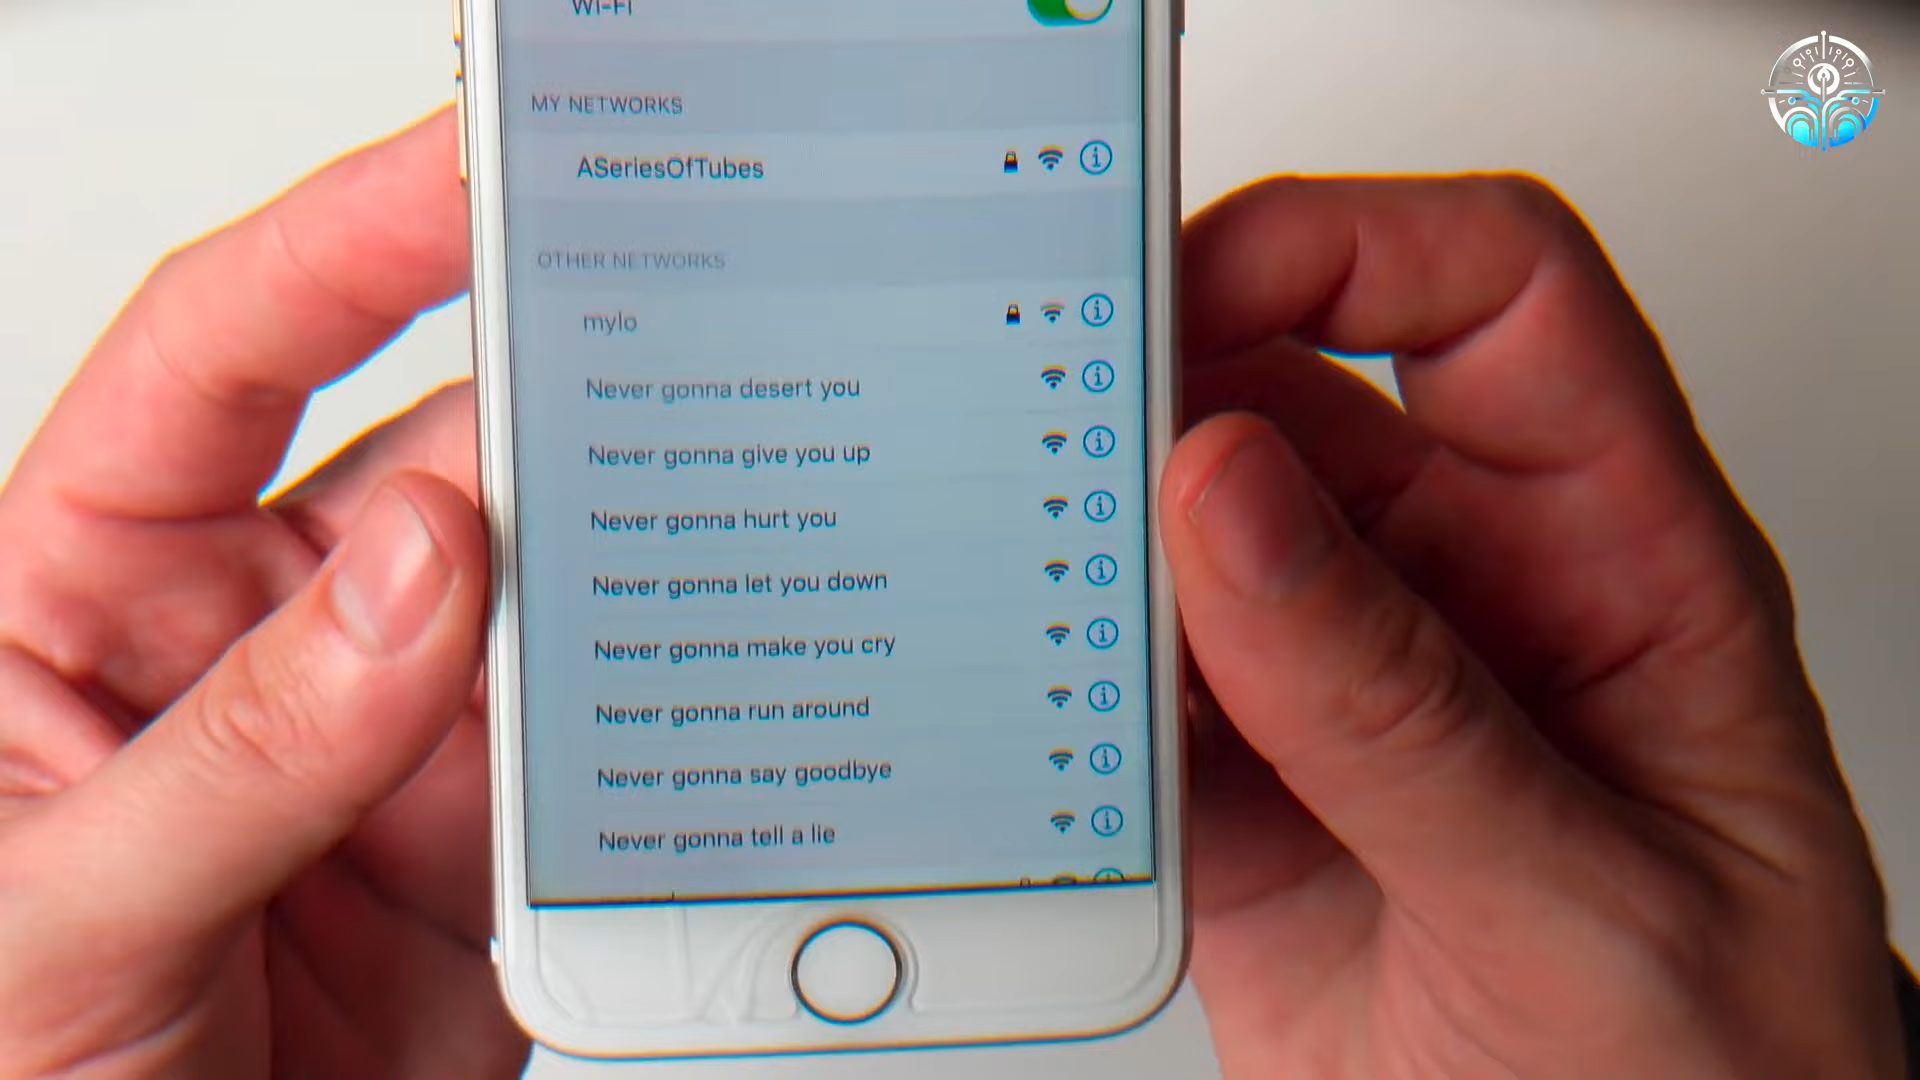 Wi-Fi
MY NETWORKS
ASeriesOfTubes
OTHER NETWORKS
mylo
Never gonna desert you
Never gonna give you up
Never gonna hurt you
Never gonna let you down
Never gonna make you cry
Never gonna run around
Never gonna say goodbye
Never gonna tell a lie